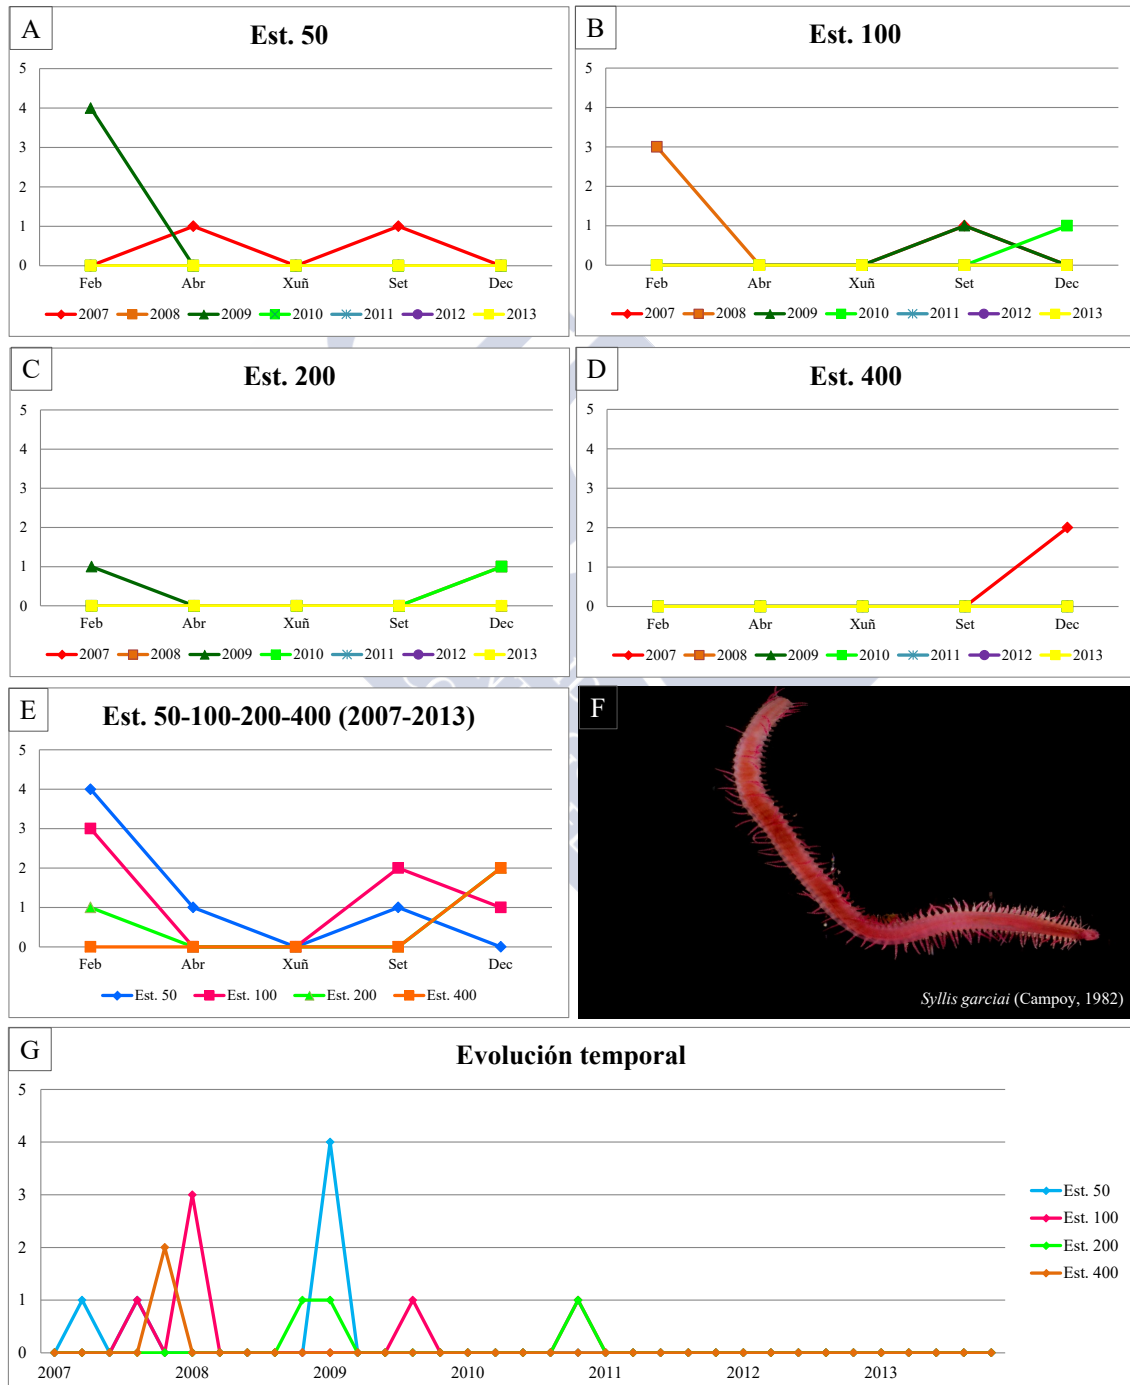 A
Est. 50
5
4
3
2
1
0
Feb Abr Xuñ Set Dec
2007 2008 2009 2010 2011 2012 2013
B
Est. 100
5
4
3
2
1
0
Feb Abr Xuñ Set Dec
2007 2008 2009 2010 2011 2012 2013
C
Est. 200
5
4
3
2
1
0
Feb Abr Xuñ Set Dec
2007 2008 2009 2010 2011 2012 2013
D
Est. 400
5
4
3
2
1
0
Feb Abr Xuñ Set Dec
2007 2008 2009 2010 2011 2012 2013
E
Est. 50-100-200-400 (2007-2013)
5
4
3
2
1
0
Feb Abr Xuñ Set Dec
Est. 50 Est. 100 Est. 200 Est. 400
F
Syllis garciai (Campoy, 1982)
G
Evolución temporal
5
4
3
2
1
0
2007 2008 2009 2010 2011 2012 2013
Est. 50
Est. 100
Est. 200
Est. 400